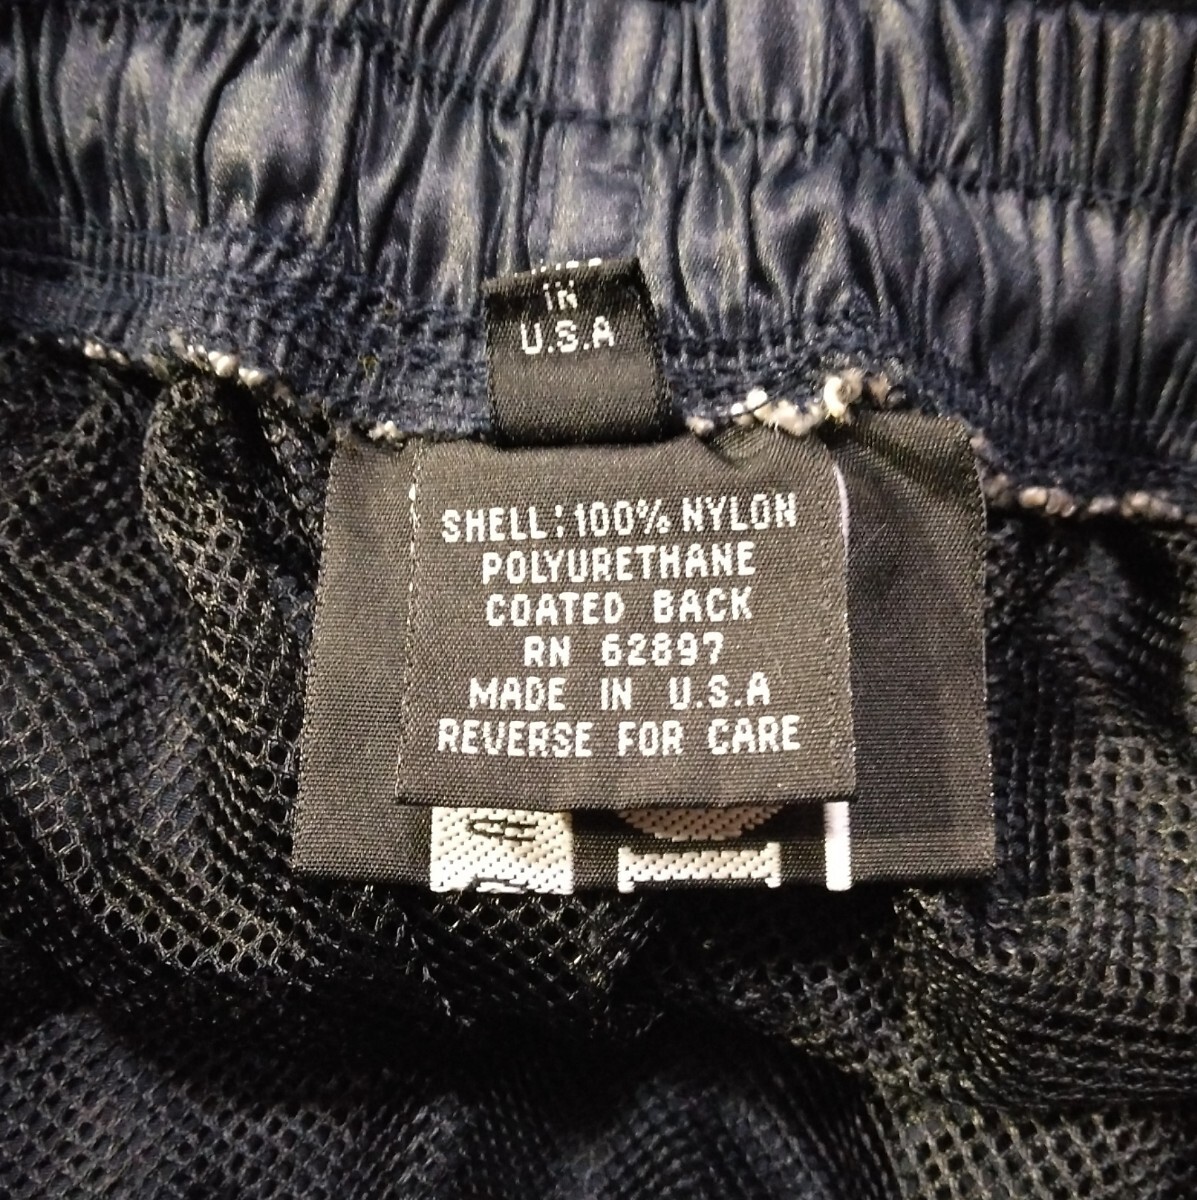 IN
U.S.A
SHELL:100% NYLON
POLYURETHANE
COATED BACK
RN 62897
MADE IN U.S.A
REVERSE FOR CARE